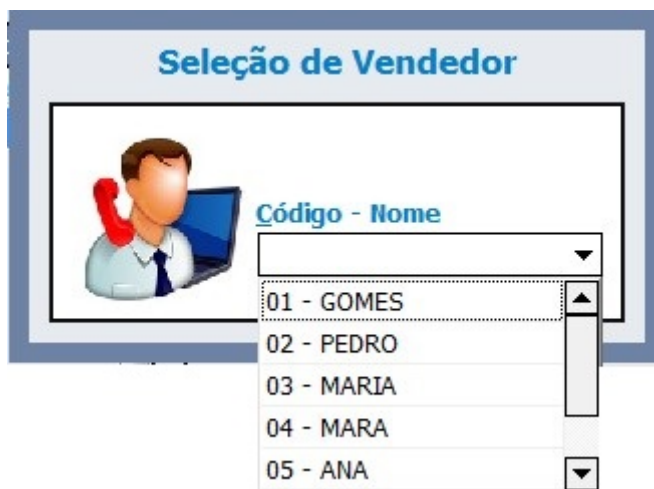 Seleção de Vendedor
Código - Nome
01 - GOMES
02 - PEDRO
03 - MARIA
04 - MARA
05 - ANA